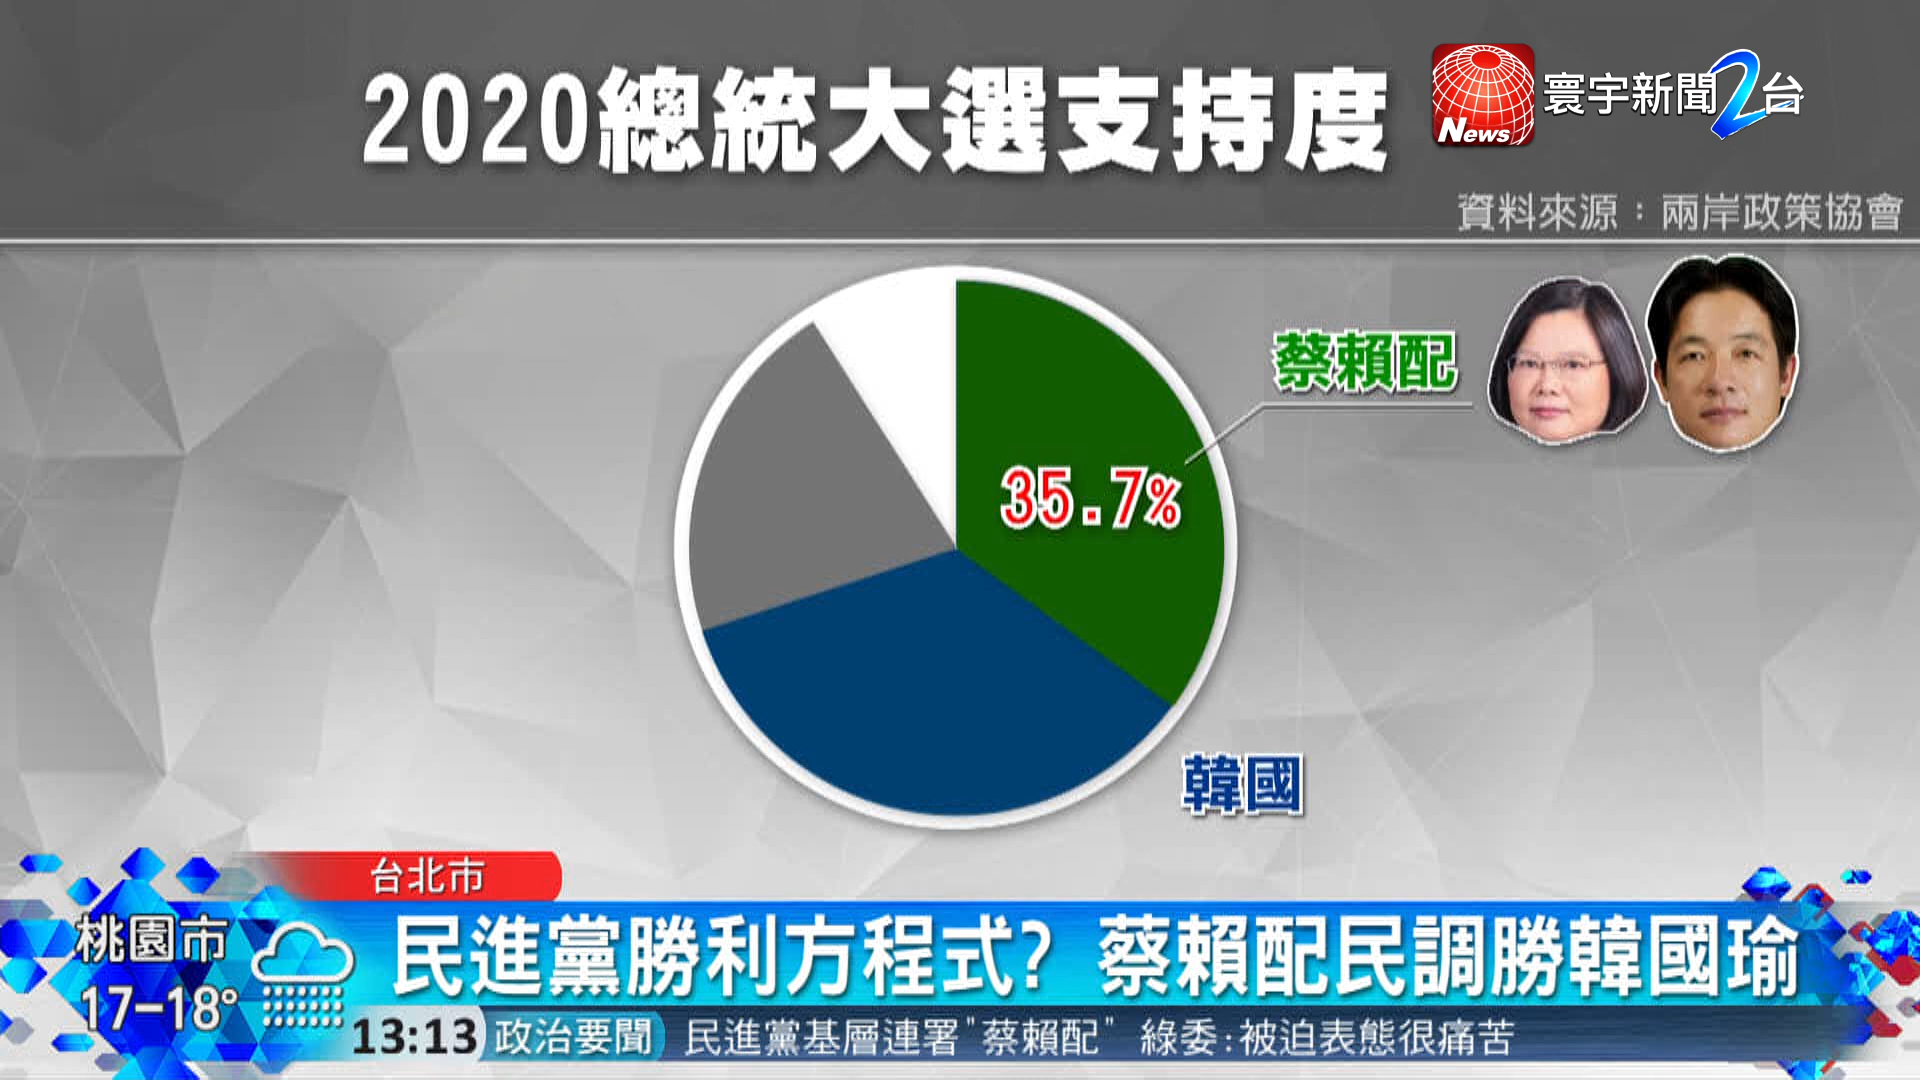 2020總統大選支持度
News 寰宇新聞2台
資料來源：兩岸政策協會
蔡賴配
35.7%
韓國
台北市
桃園市
17-18°
民進黨勝利方程式? 蔡賴配民調勝韓國瑜
13:13 政治要聞 民進黨基層連署"蔡賴配" 綠委:被迫表態很痛苦